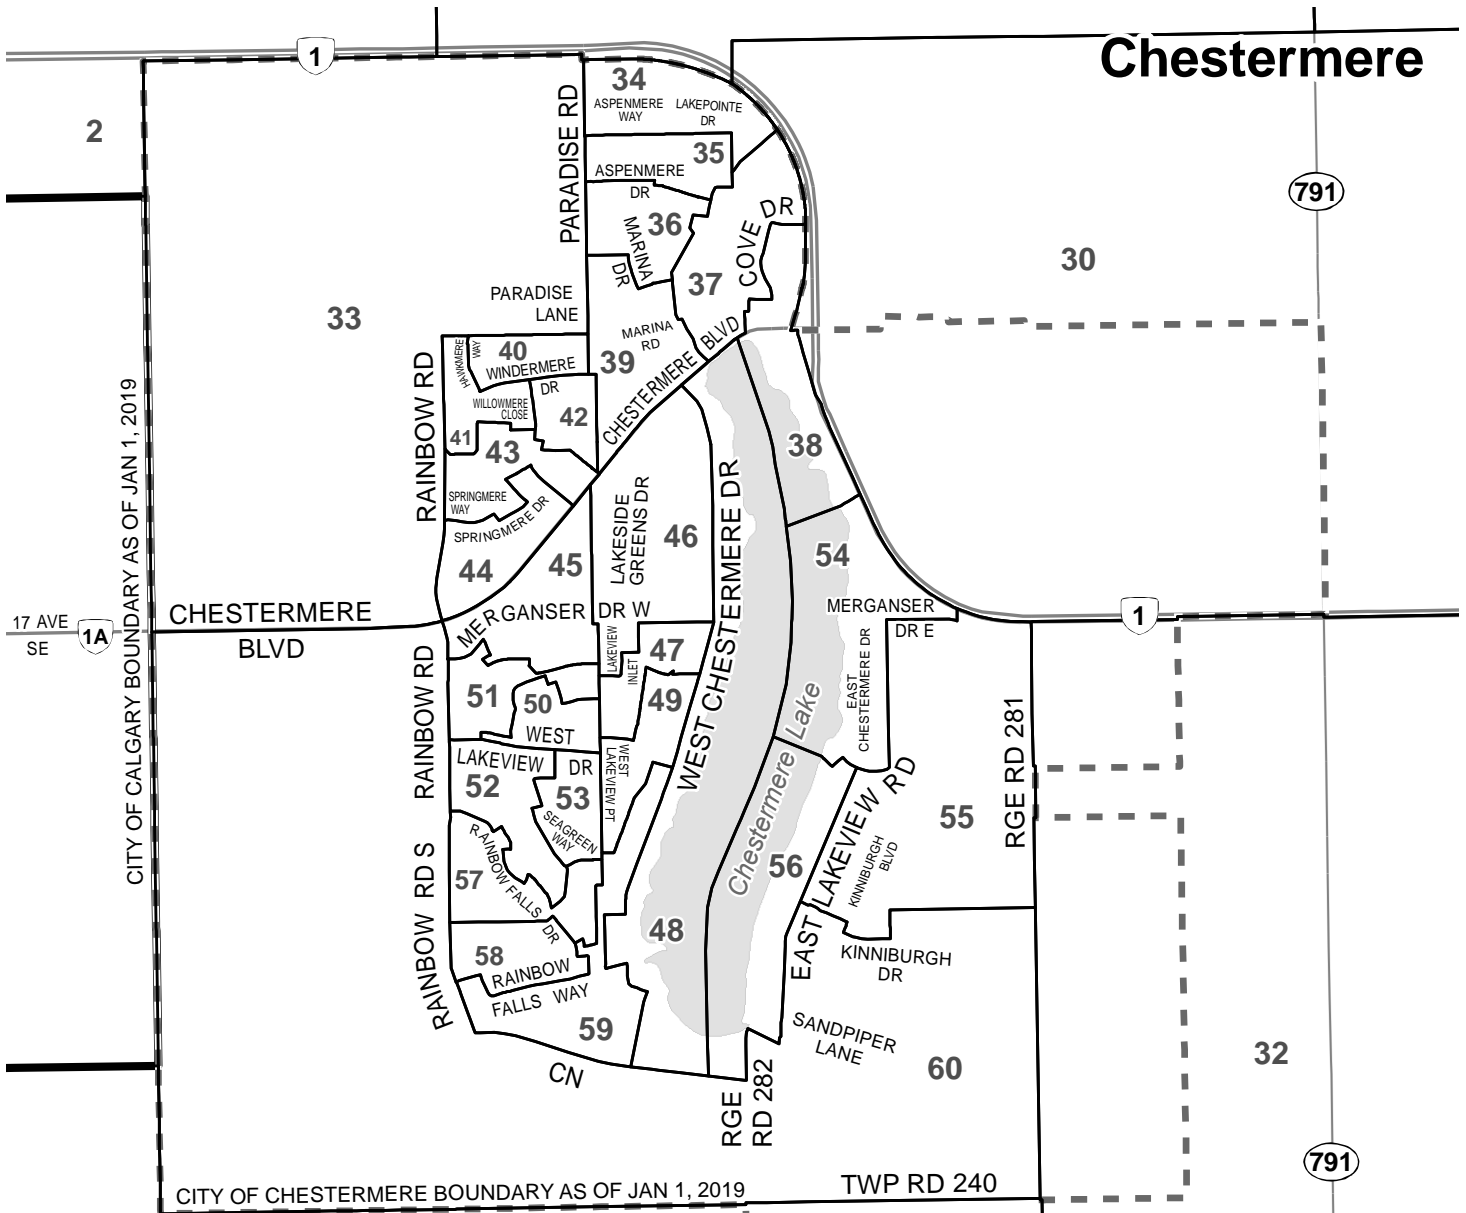 Chestermere
1
34
ASPENMERE
WAY
LAKEPOINTE
DR
2
PARADISE RD
35
ASPENMERE
DR
791
36
MARINA
DR
COVE DR
37
30
PARADISE
LANE
33
MARINA
RD
39
CHESTERMERE BLVD
RAINBOW RD
HAWKMERE
WAY
40
WINDERMERE
DR
WILLOWMERE
CLOSE
42
41
43
38
SPRINGMERE
WAY
SPRINGMERE DR
LAKESIDE
GREENS DR
46
WEST CHESTERMERE DR
44
45
54
CITY OF CALGARY BOUNDARY AS OF JAN 1, 2019
17 AVE
SE
1A
CHESTERMERE
BLVD
MERGANSER DR W
MERGANSER
DR E
1
LAKEVIEW
INLET
47
EAST
CHESTERMERE DR
RAINBOW RD
51
50
49
WEST
LAKEVIEW
DR
WEST
LAKEVIEW PT
Chestermere Lake
RGE RD 281
52
53
SEAGREEN
WAY
55
RAINBOW FALLS
DR
57
56
EAST LAKEVIEW RD
KINNIBURGH
BLVD
RAINBOW RD S
48
58
RAINBOW
FALLS WAY
KINNIBURGH
DR
59
SANDPIPER
LANE
60
32
CN
RGE
RD 282
791
CITY OF CHESTERMERE BOUNDARY AS OF JAN 1, 2019
TWP RD 240